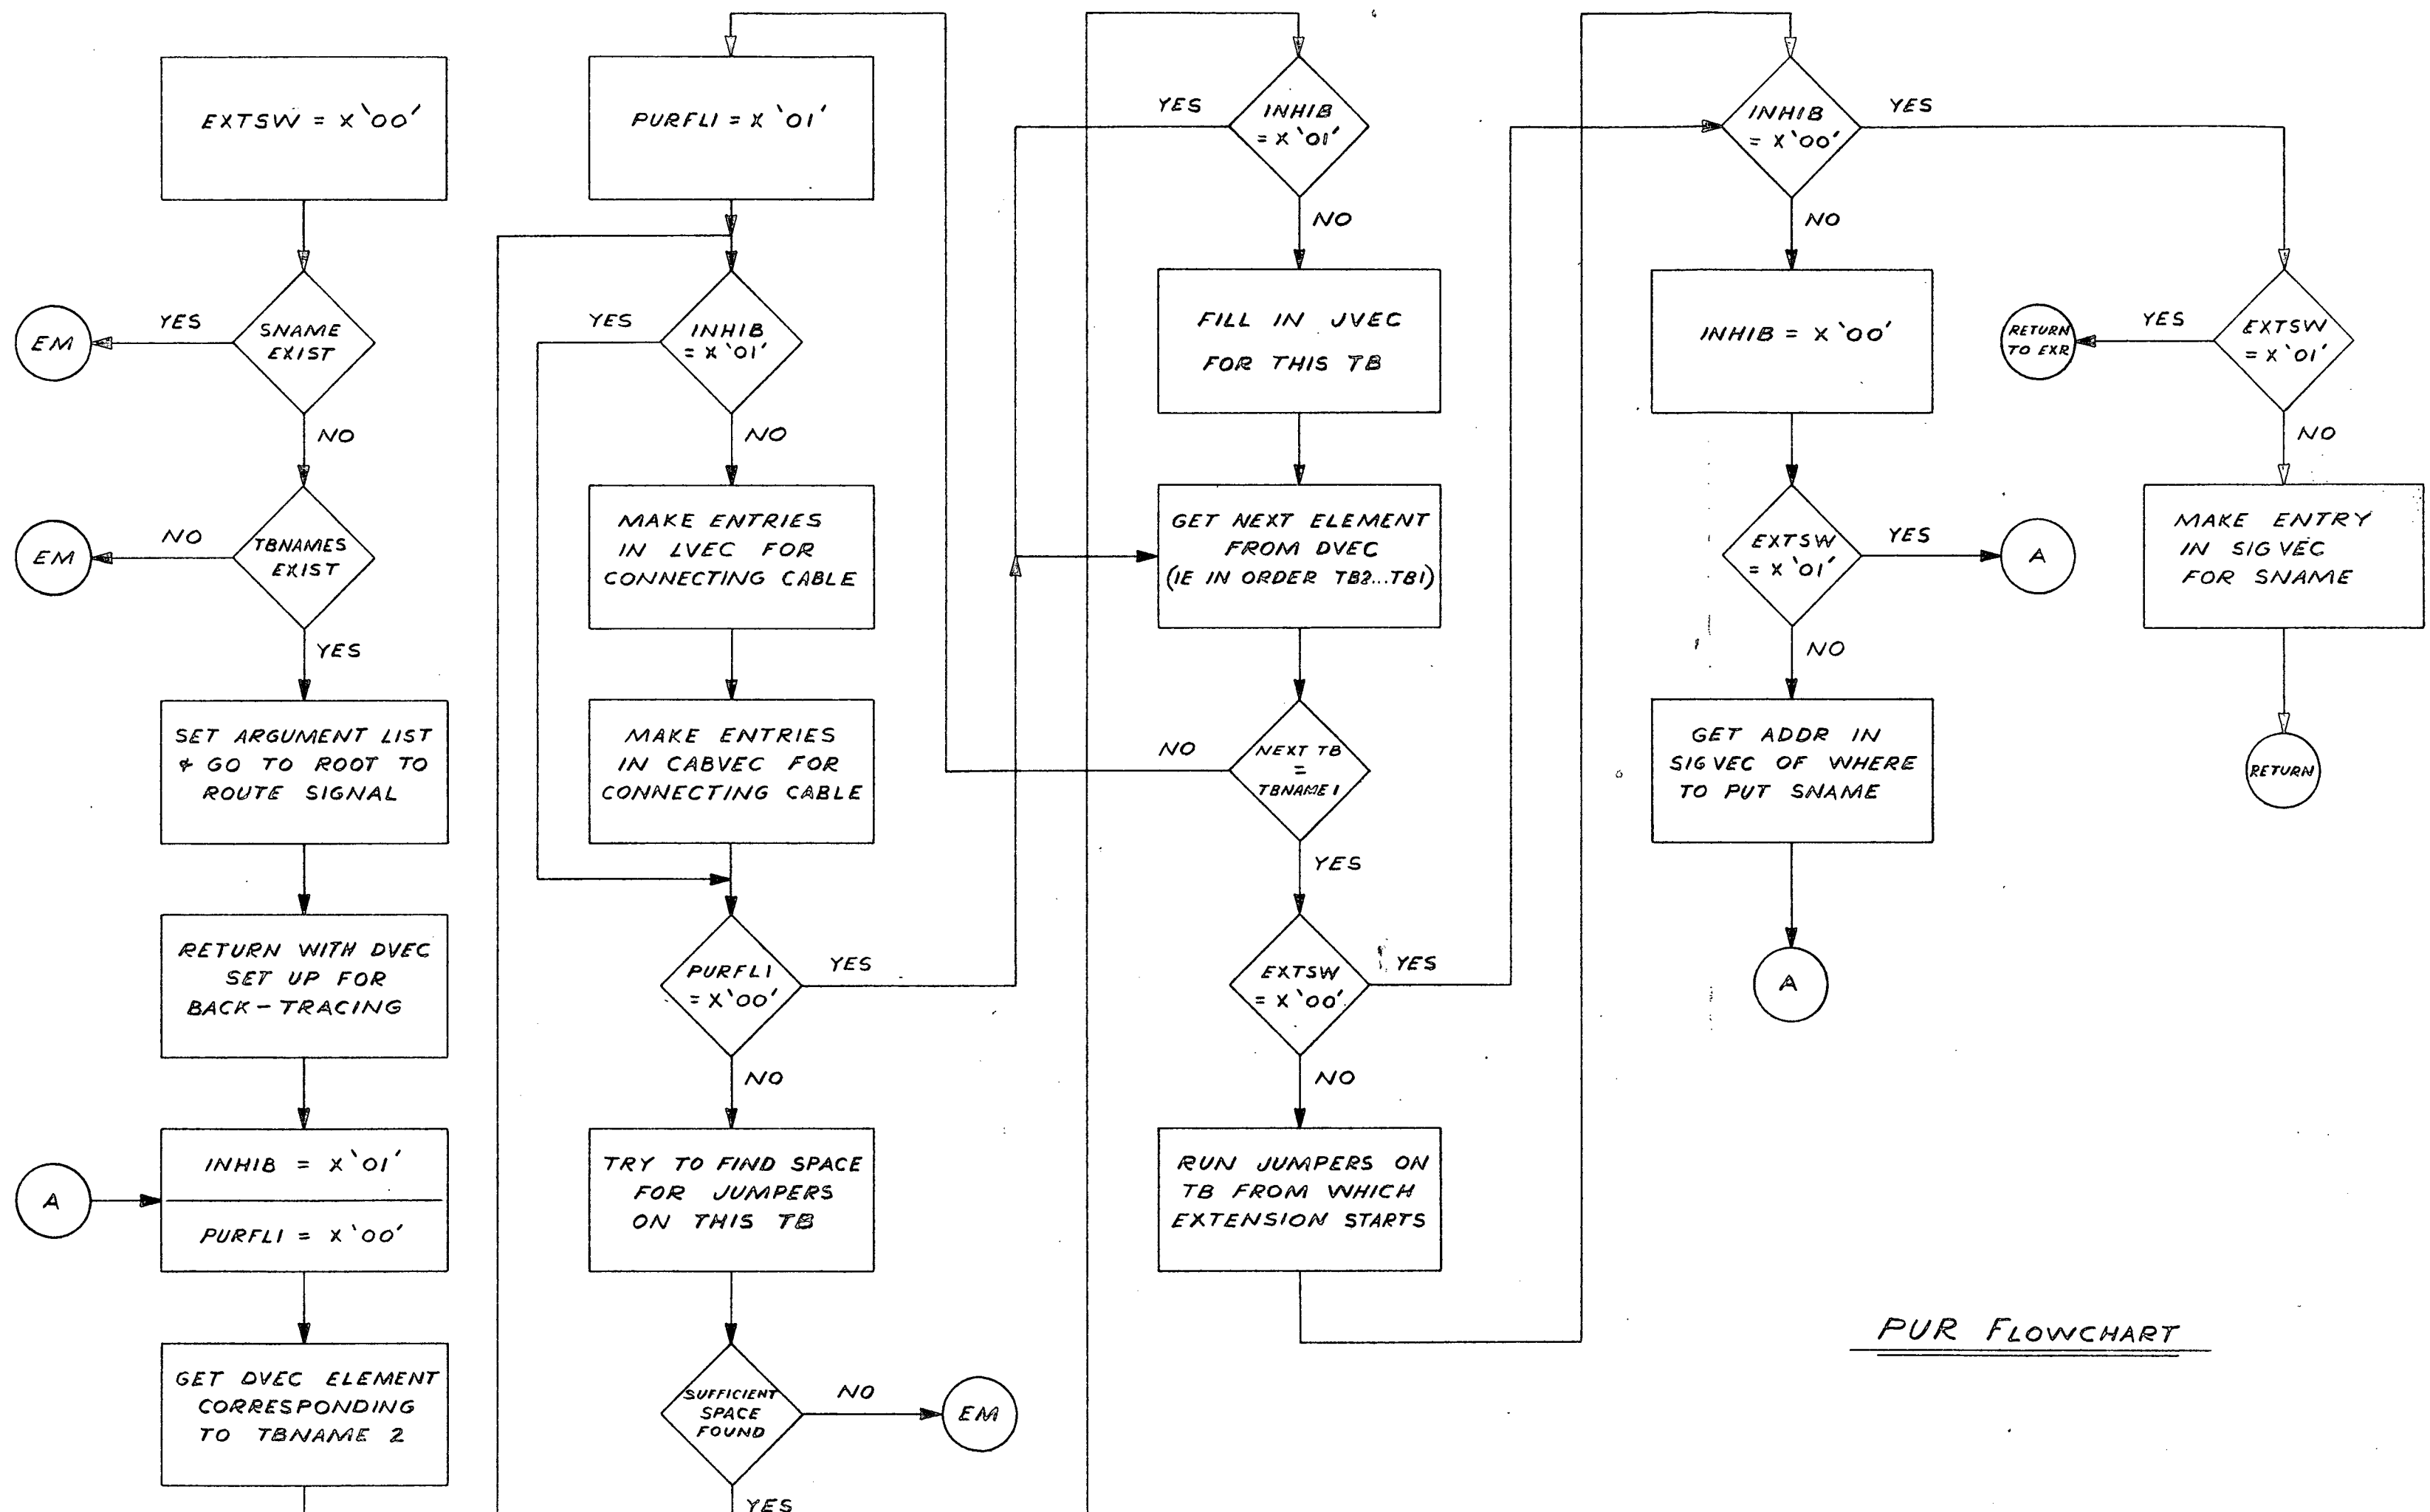 EXTSW = X '00'
YES
EM
SNAME
EXIST
NO
NO
EM
TBNAMES
EXIST
YES
SET ARGUMENT LIST
& GO TO ROOT TO
ROUTE SIGNAL
RETURN WITH DVEC
SET UP FOR
BACK-TRACING
A
INHIB = X '01'
PURFL1 = X '00'
GET DVEC ELEMENT
CORRESPONDING
TO TBNAME 2
PURFL1 = X '01'
YES
INHIB
= X '01'
NO
MAKE ENTRIES
IN LVEC FOR
CONNECTING CABLE
MAKE ENTRIES
IN CABVEC FOR
CONNECTING CABLE
PURFL1
= X '00'
YES
NO
TRY TO FIND SPACE
FOR JUMPERS
ON THIS TB
SUFFICIENT
SPACE
FOUND
NO
EM
YES
YES
INHIB
= X '01'
NO
FILL IN JVEC
FOR THIS TB
GET NEXT ELEMENT
FROM DVEC
(IE IN ORDER TB2...TB1)
NO
NEXT TB
=
TBNAME 1
YES
EXTSW
= X '00'
YES
NO
RUN JUMPERS ON
TB FROM WHICH
EXTENSION STARTS
INHIB
= X '00'
YES
NO
INHIB = X '00'
EXTSW
= X '01'
YES
A
NO
GET ADDR IN
SIGVEC OF WHERE
TO PUT SNAME
A
RETURN
TO EXR
YES
EXTSW
= X '01'
NO
MAKE ENTRY
IN SIGVEC
FOR SNAME
RETURN
PUR FLOWCHART